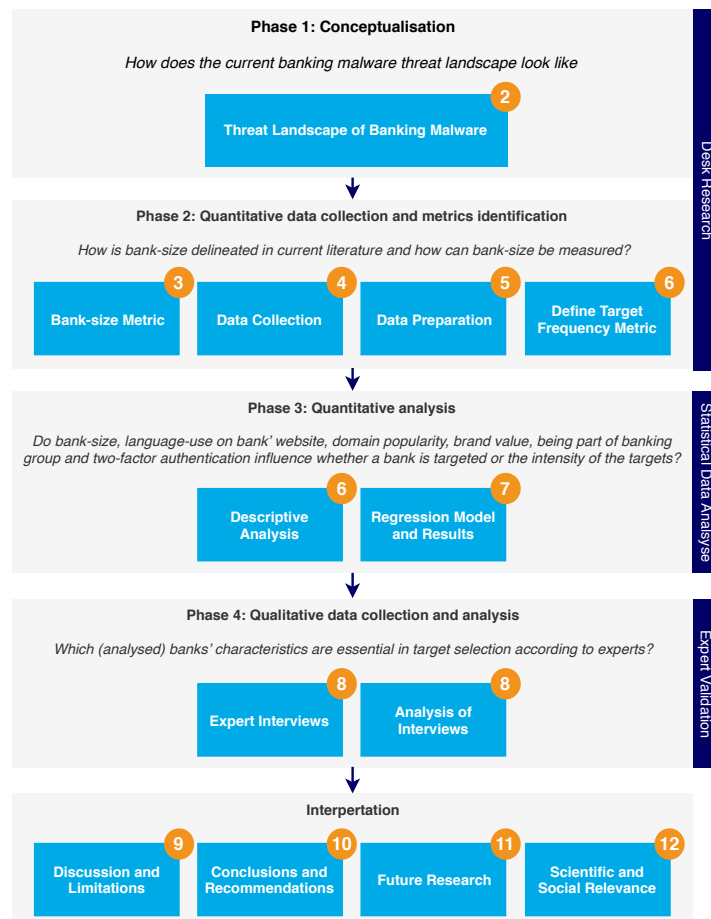 Phase 1: Conceptualisation
How does the current banking malware threat landscape look like
2
Threat Landscape of Banking Malware
Desk Research
Phase 2: Quantitative data collection and metrics identification
How is bank-size delineated in current literature and how can bank-size be measured?
3
4
5
6
Bank-size Metric
Data Collection
Data Preparation
Define Target
Frequency Metric
Phase 3: Quantitative analysis
Do bank-size, language-use on bank' website, domain popularity, brand value, being part of banking
group and two-factor authentication influence whether a bank is targeted or the intensity of the targets?
6
7
Descriptive
Analysis
Regression Model
and Results
Statistical Data Analsyse
Phase 4: Qualitative data collection and analysis
Which (analysed) banks' characteristics are essential in target selection according to experts?
8
8
Expert Interviews
Analysis of
Interviews
Expert Validation
Interpertation
9
10
11
12
Discussion and
Limitations
Conclusions and
Recommendations
Future Research
Scientific and
Social Relevance